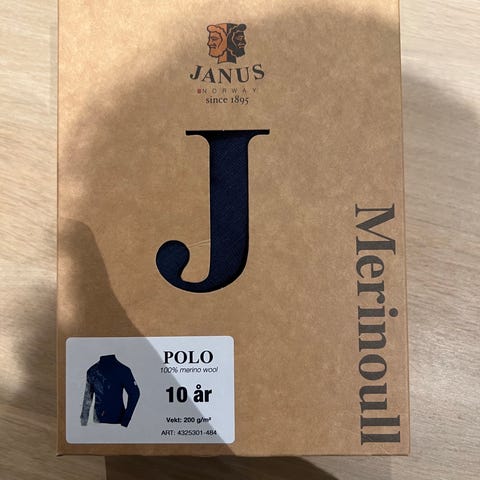 JANUS
NORWAY
since 1895
J
Merinoull
POLO
100% merino wool
10 år
Vekt: 200 g/m²
ART: 4325301-484